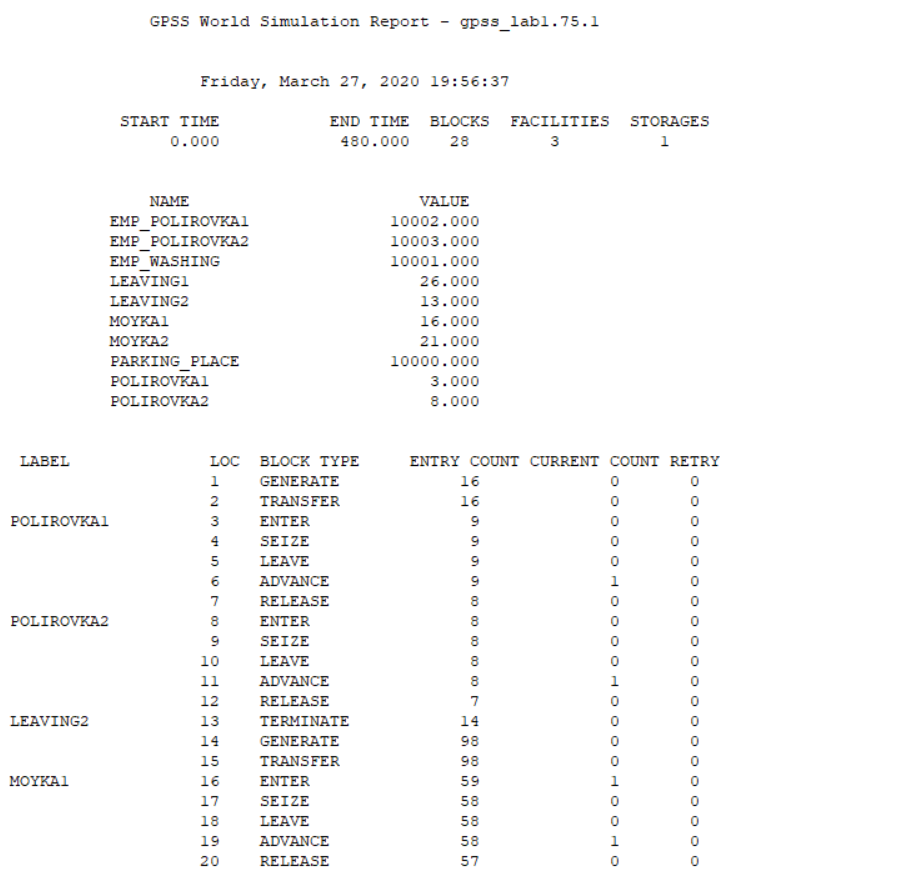 GPSS World Simulation Report - gpss_lab1.75.1
Friday, March 27, 2020 19:56:37
START TIME END TIME BLOCKS FACILITIES STORAGES
0.000 480.000 28 3 1
NAME VALUE
EMP_POLIROVKA1 10002.000
EMP_POLIROVKA2 10003.000
EMP_WASHING 10001.000
LEAVING1 26.000
LEAVING2 13.000
MOYKA1 16.000
MOYKA2 21.000
PARKING_PLACE 10000.000
POLIROVKA1 3.000
POLIROVKA2 8.000
LABEL LOC BLOCK TYPE ENTRY COUNT CURRENT COUNT RETRY
1 GENERATE 16 0 0
2 TRANSFER 16 0 0
POLIROVKA1 3 ENTER 9 0 0
4 SEIZE 9 0 0
5 LEAVE 9 0 0
6 ADVANCE 9 1 0
7 RELEASE 8 0 0
POLIROVKA2 8 ENTER 8 0 0
9 SEIZE 8 0 0
10 LEAVE 8 0 0
11 ADVANCE 8 1 0
12 RELEASE 7 0 0
LEAVING2 13 TERMINATE 14 0 0
14 GENERATE 98 0 0
15 TRANSFER 98 0 0
MOYKA1 16 ENTER 59 1 0
17 SEIZE 58 0 0
18 LEAVE 58 0 0
19 ADVANCE 58 1 0
20 RELEASE 57 0 0